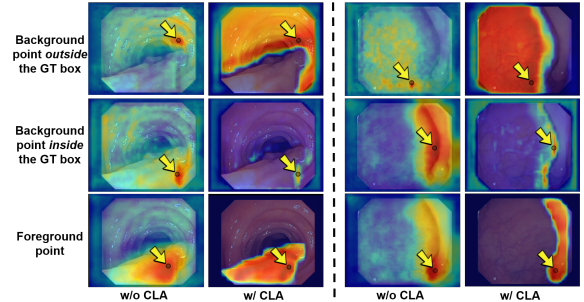 Background
point outside
the GT box
Background
point inside
the GT box
Foreground
point
w/o CLA
w/ CLA
w/o CLA
w/ CLA